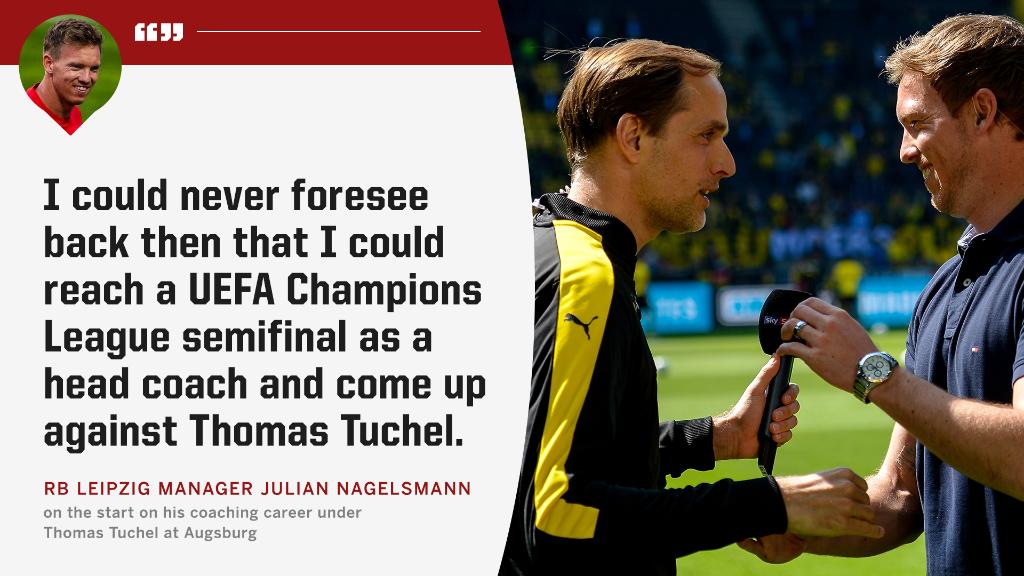 I could never foresee
back then that I could
reach a UEFA Champions
League semifinal as a
head coach and come up
against Thomas Tuchel.
RB LEIPZIG MANAGER JULIAN NAGELSMANN
on the start on his coaching career under
Thomas Tuchel at Augsburg
sky